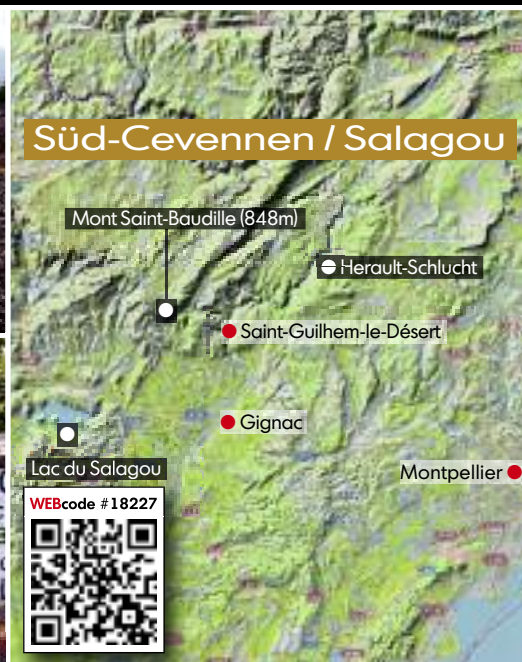 Süd-Cevennen / Salagou
Mont Saint-Baudille (848m)
Herault-Schlucht
Saint-Guilhem-le-Désert
Gignac
Montpellier
Lac du Salagou
WEBcode #18227